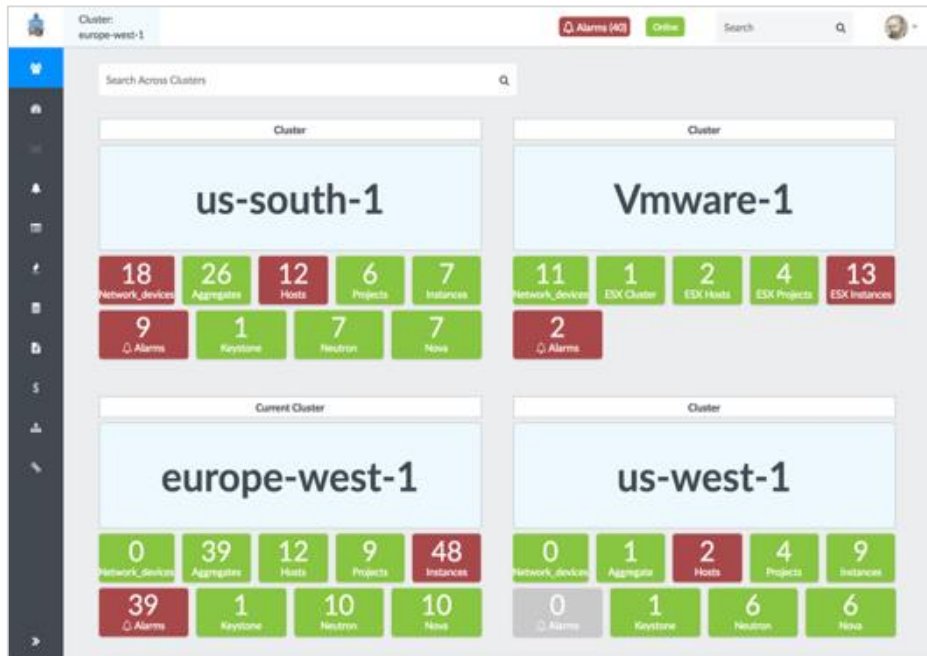 Cluster:
europe-west-1
Alarms (40)
Online
Search
Search Across Clusters
Cluster
us-south-1
18 26 12 6 7
Network_devices Aggregates Hosts Projects Instances
9 1 7 7
Alarms Keystone Neutron Nova
Cluster
Vmware-1
11 1 2 4 13
Network_devices ESX Cluster ESX Hosts ESX Projects ESX Instances
2
Alarms
Current Cluster
europe-west-1
0 39 12 9 48
Network_devices Aggregates Hosts Projects Instances
39 1 10 10
Alarms Keystone Neutron Nova
Cluster
us-west-1
0 1 2 4 9
Network_devices Aggregate Hosts Projects Instances
0 1 6 6
Alarms Keystone Neutron Nova